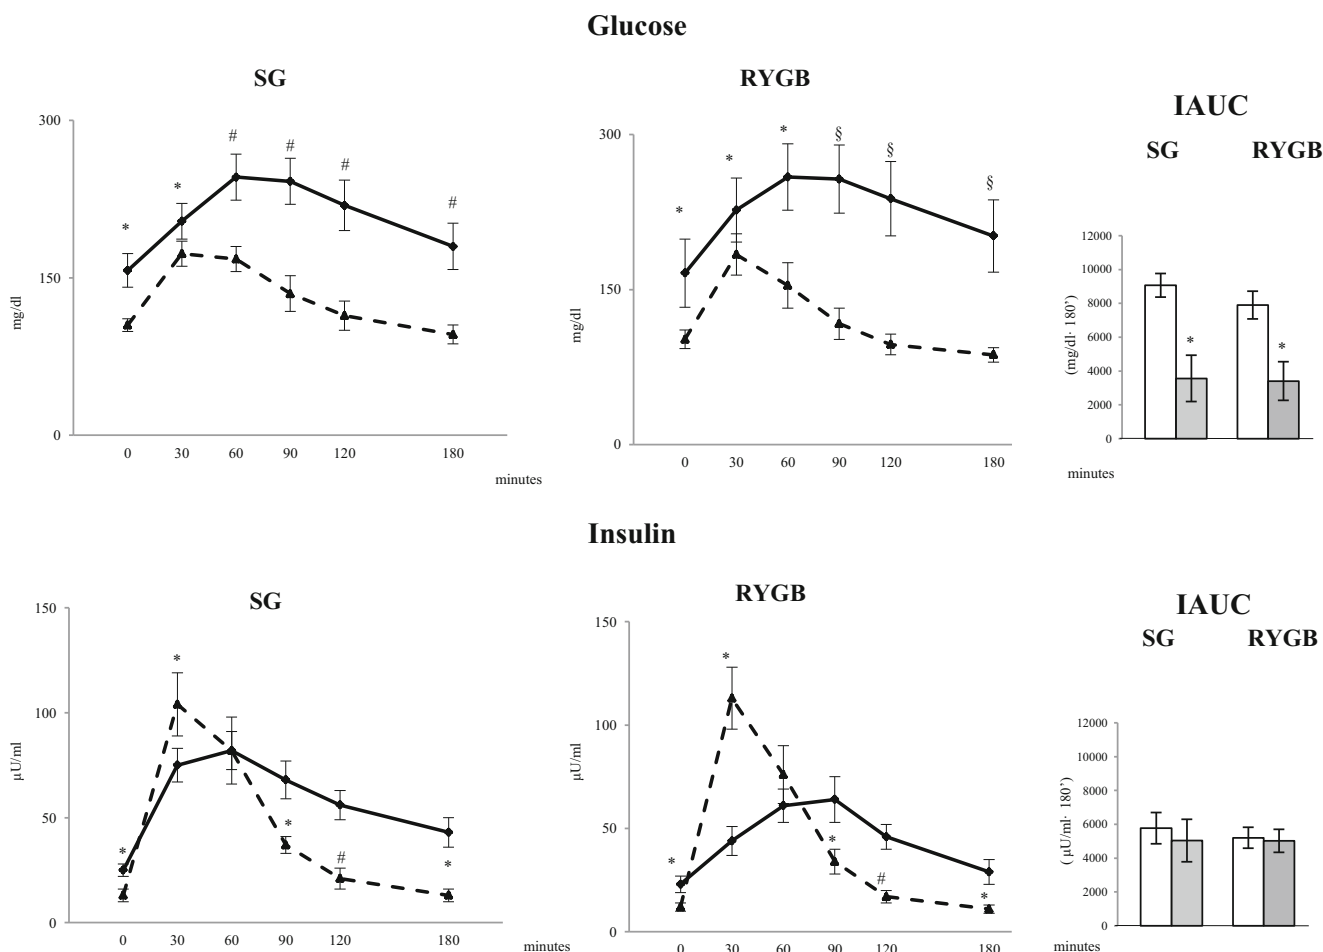 Glucose
SG
RYGB
IAUC
SG
RYGB
300
150
0
mg/dl
* * # # # #
0 30 60 90 120 180
minutes
300
150
0
mg/dl
* * * § § §
0 30 60 90 120 180
12000
10000
8000
6000
4000
2000
0
(mg/dl· 180’)
* *
minutes
Insulin
SG
RYGB
IAUC
SG
RYGB
150
100
50
0
µU/ml
* * * # *
0 30 60 90 120 180
minutes
150
100
50
0
µU/ml
* * * # *
0 30 60 90 120 180
12000
10000
8000
6000
4000
2000
0
( µU/ml· 180’)
minutes